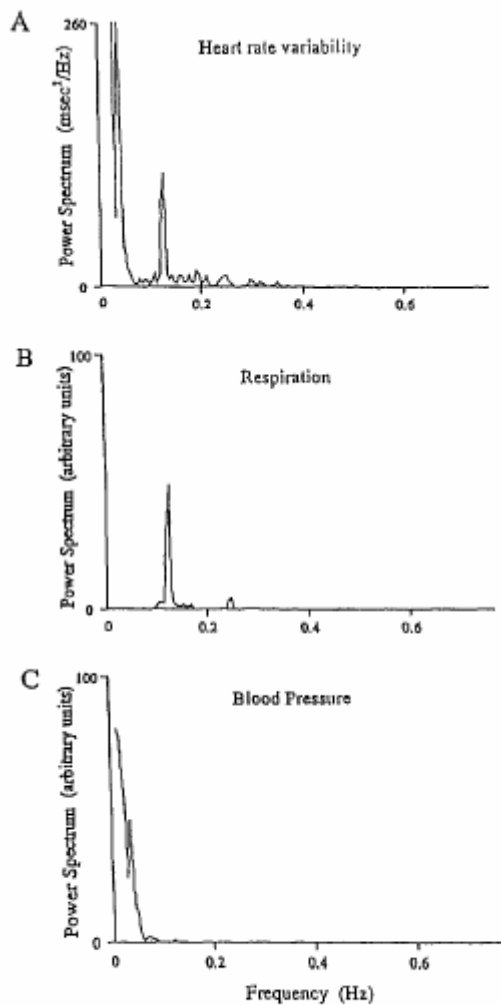 A
260
Heart rate variability
Power Spectrum (msec²/Hz)
0
0 0.2 0.4 0.6
B
100
Respiration
Power Spectrum (arbitrary units)
0
0 0.2 0.4 0.6
C
100
Blood Pressure
Power Spectrum (arbitrary units)
0
0 0.2 0.4 0.6
Frequency (Hz)